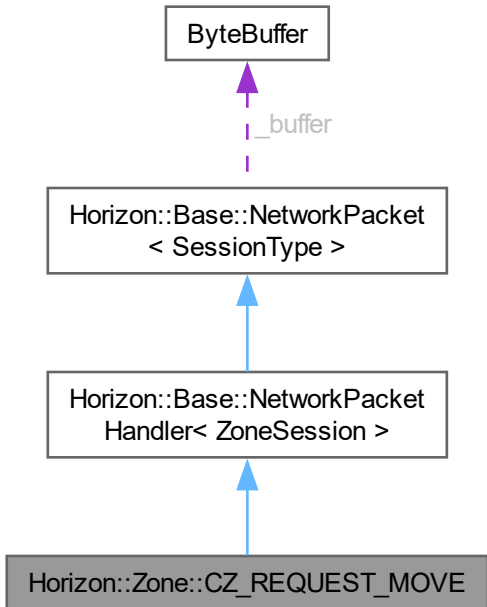 ByteBuffer
_buffer
Horizon::Base::NetworkPacket
< SessionType >
Horizon::Base::NetworkPacket
Handler< ZoneSession >
Horizon::Zone::CZ_REQUEST_MOVE